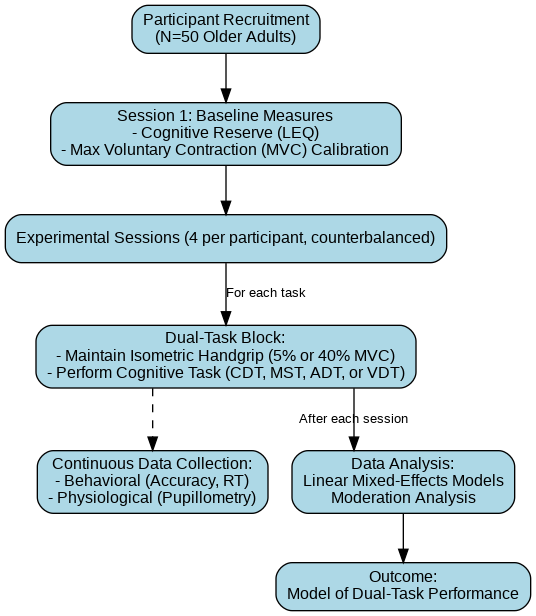 Participant Recruitment
(N=50 Older Adults)
Session 1: Baseline Measures
- Cognitive Reserve (LEQ)
- Max Voluntary Contraction (MVC) Calibration
Experimental Sessions (4 per participant, counterbalanced)
For each task
Dual-Task Block:
- Maintain Isometric Handgrip (5% or 40% MVC)
- Perform Cognitive Task (CDT, MST, ADT, or VDT)
After each session
Continuous Data Collection:
- Behavioral (Accuracy, RT)
- Physiological (Pupillometry)
Data Analysis:
Linear Mixed-Effects Models
Moderation Analysis
Outcome:
Model of Dual-Task Performance